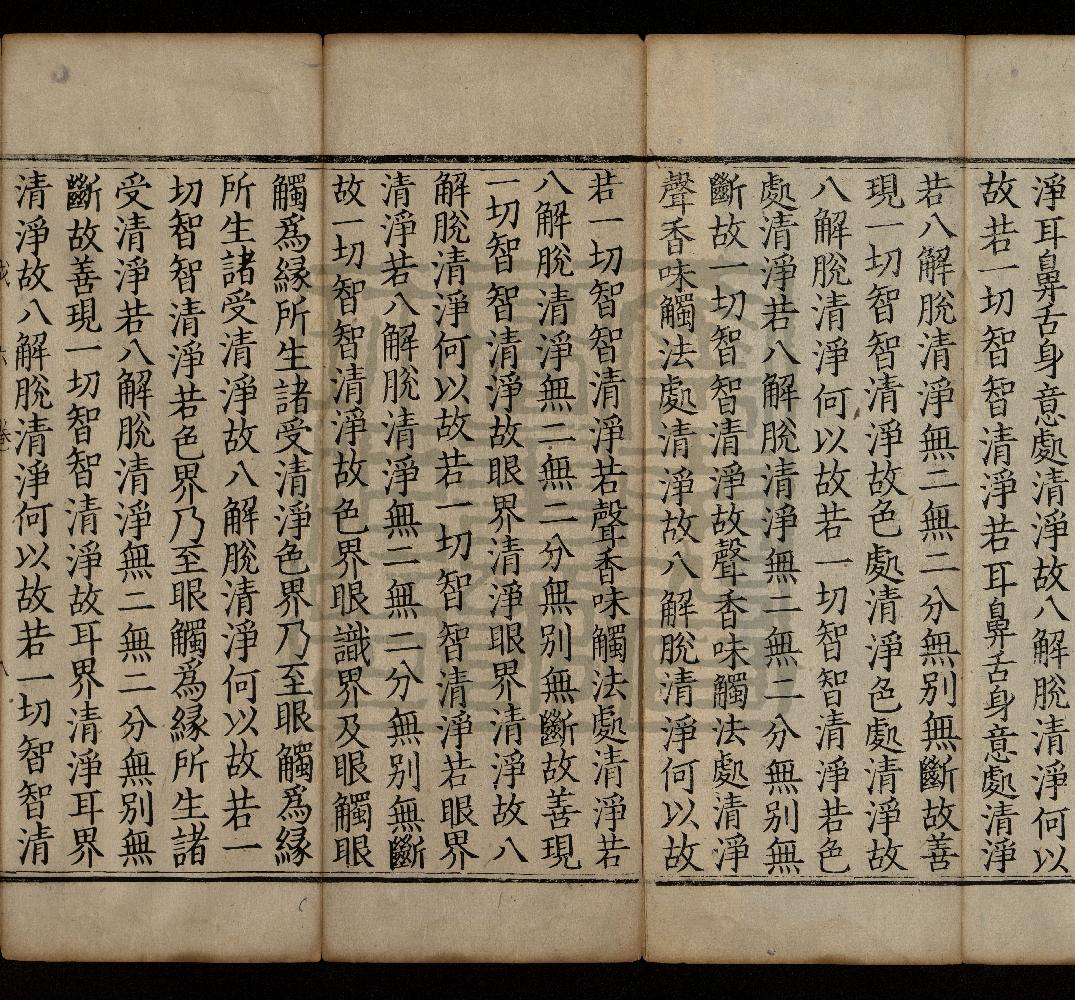 淨耳鼻舌身意處清淨故八解脫清淨何以
故若一切智智清淨若耳鼻舌身意處清淨
若八解脫清淨無二無二分無別無斷故善
現一切智智清淨故色處清淨色處清淨故
八解脫清淨何以故若一切智智清淨若色
處清淨若八解脫清淨無二無二分無別無
斷故一切智智清淨故聲香味觸法處清淨
聲香味觸法處清淨故八解脫清淨何以故
若一切智智清淨若聲香味觸法處清淨若
八解脫清淨無二無二分無別無斷故善現
一切智智清淨故眼界清淨眼界清淨故八
解脫清淨何以故若一切智智清淨若眼界
清淨若八解脫清淨無二無二分無別無斷
故一切智智清淨故色界眼識界及眼觸眼
觸爲緣所生諸受清淨色界乃至眼觸爲緣
所生諸受清淨故八解脫清淨何以故若一
切智智清淨若色界乃至眼觸爲緣所生諸
受清淨若八解脫清淨無二無二分無別無
斷故善現一切智智清淨故耳界清淨耳界
清淨故八解脫清淨何以故若一切智智清